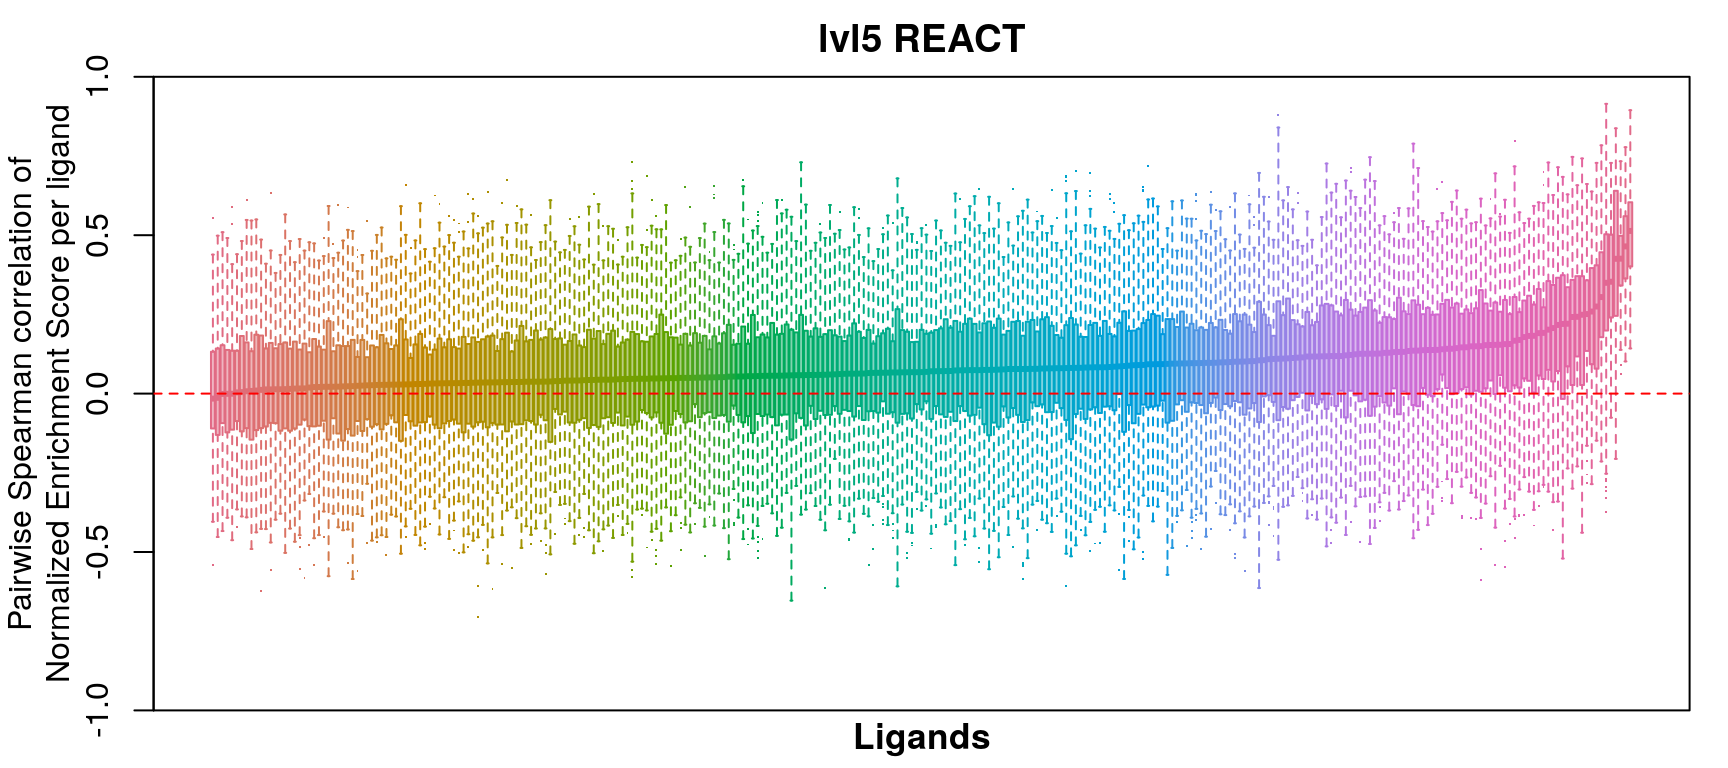 lvl5 REACT
Pairwise Spearman correlation of
Normalized Enrichment Score per ligand
1.0
0.5
0.0
-0.5
-1.0
Ligands